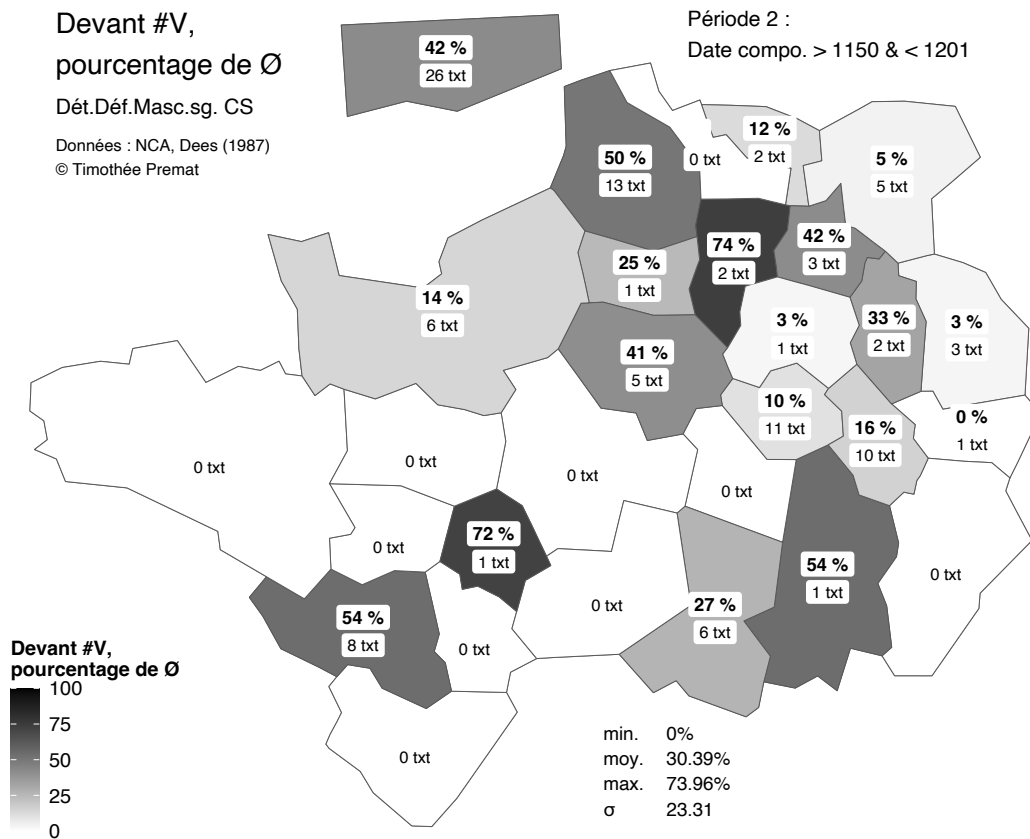 Devant #V,
pourcentage de Ø
Dét.Déf.Masc.sg. CS
Données : NCA, Dees (1987)
© Timothée Premat
Période 2 :
Date compo. > 1150 & < 1201
42 %
26 txt
50 %
13 txt
0 txt
12 %
2 txt
5 %
5 txt
74 %
2 txt
42 %
3 txt
25 %
1 txt
14 %
6 txt
3 %
1 txt
33 %
2 txt
3 %
3 txt
41 %
5 txt
10 %
11 txt
16 %
10 txt
0 %
1 txt
0 txt
0 txt
0 txt
0 txt
0 txt
72 %
1 txt
54 %
1 txt
0 txt
54 %
8 txt
0 txt
0 txt
27 %
6 txt
0 txt
Devant #V,
pourcentage de Ø
100
75
50
25
0
min. 0%
moy. 30.39%
max. 73.96%
σ 23.31